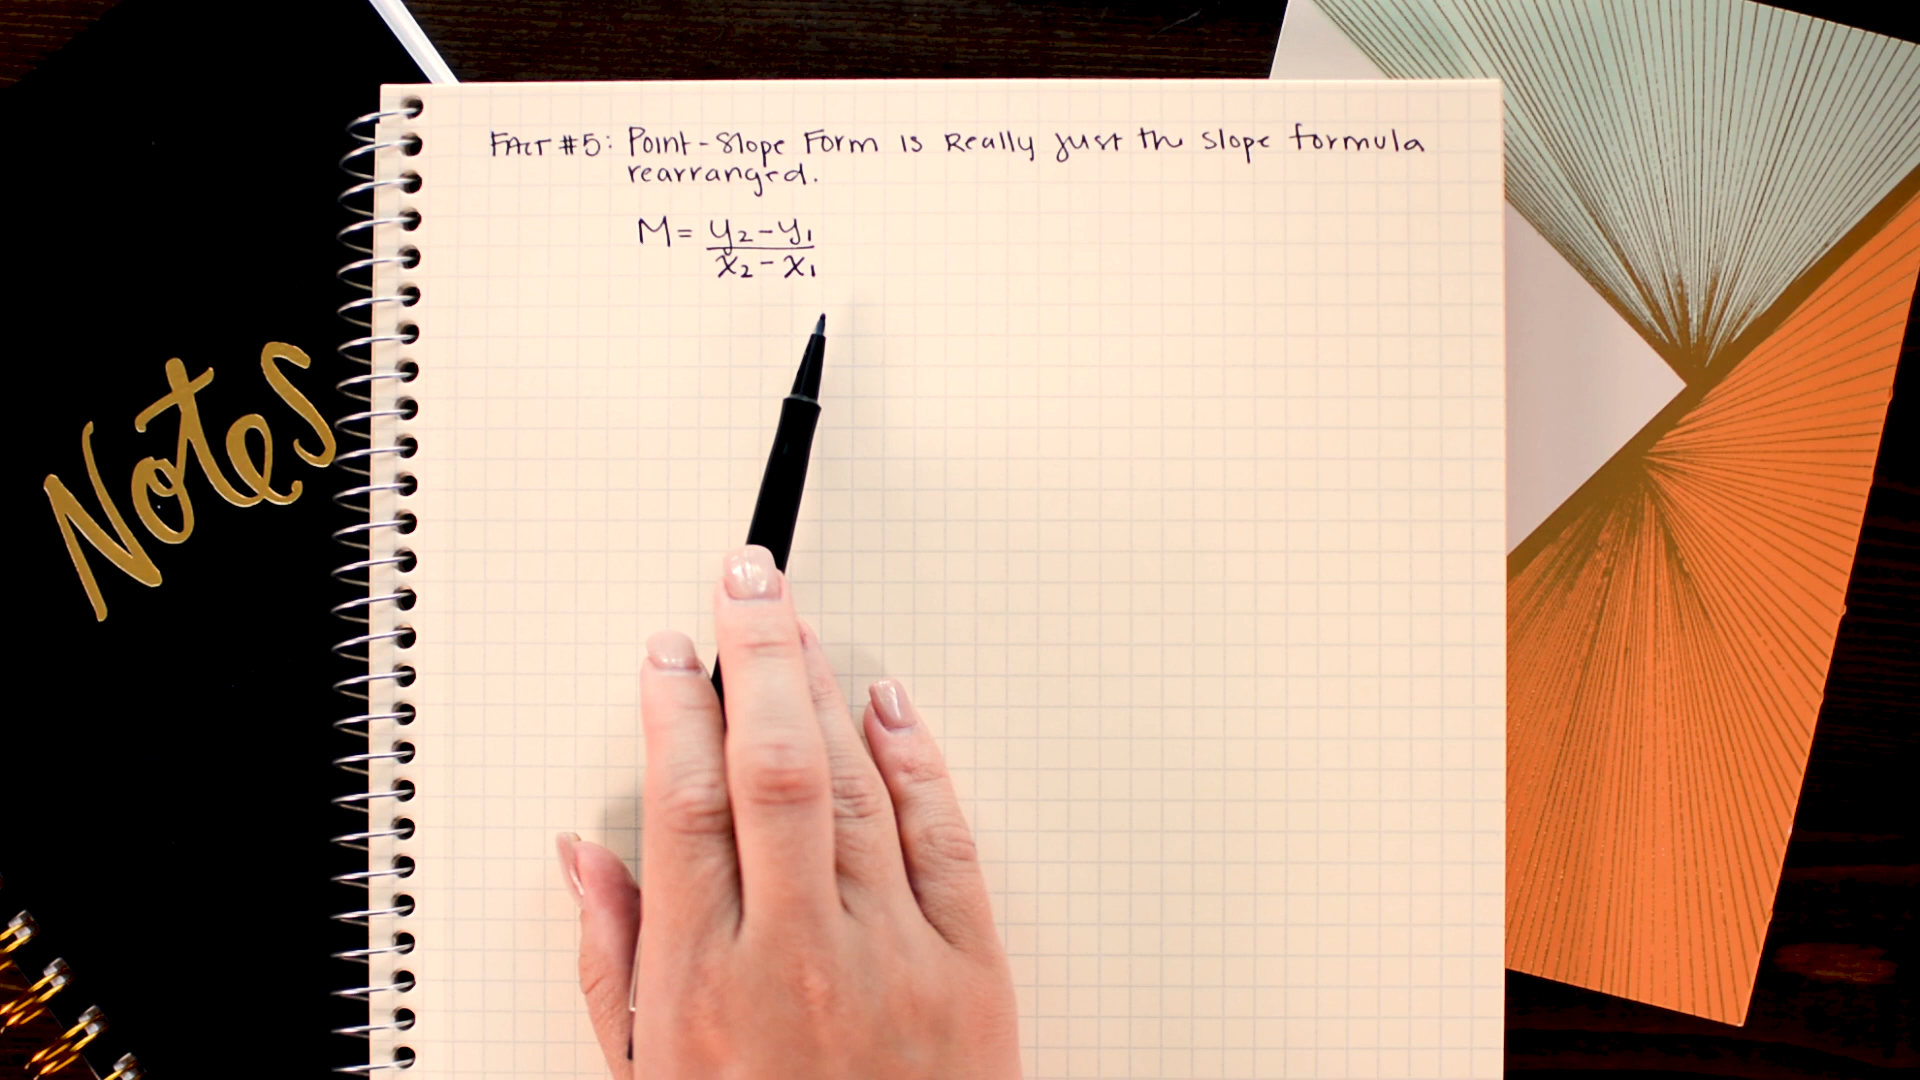 FACT #5: Point-Slope Form is Really just the slope formula
rearranged.
M = y₂ - y₁
x₂ - x₁
Notes